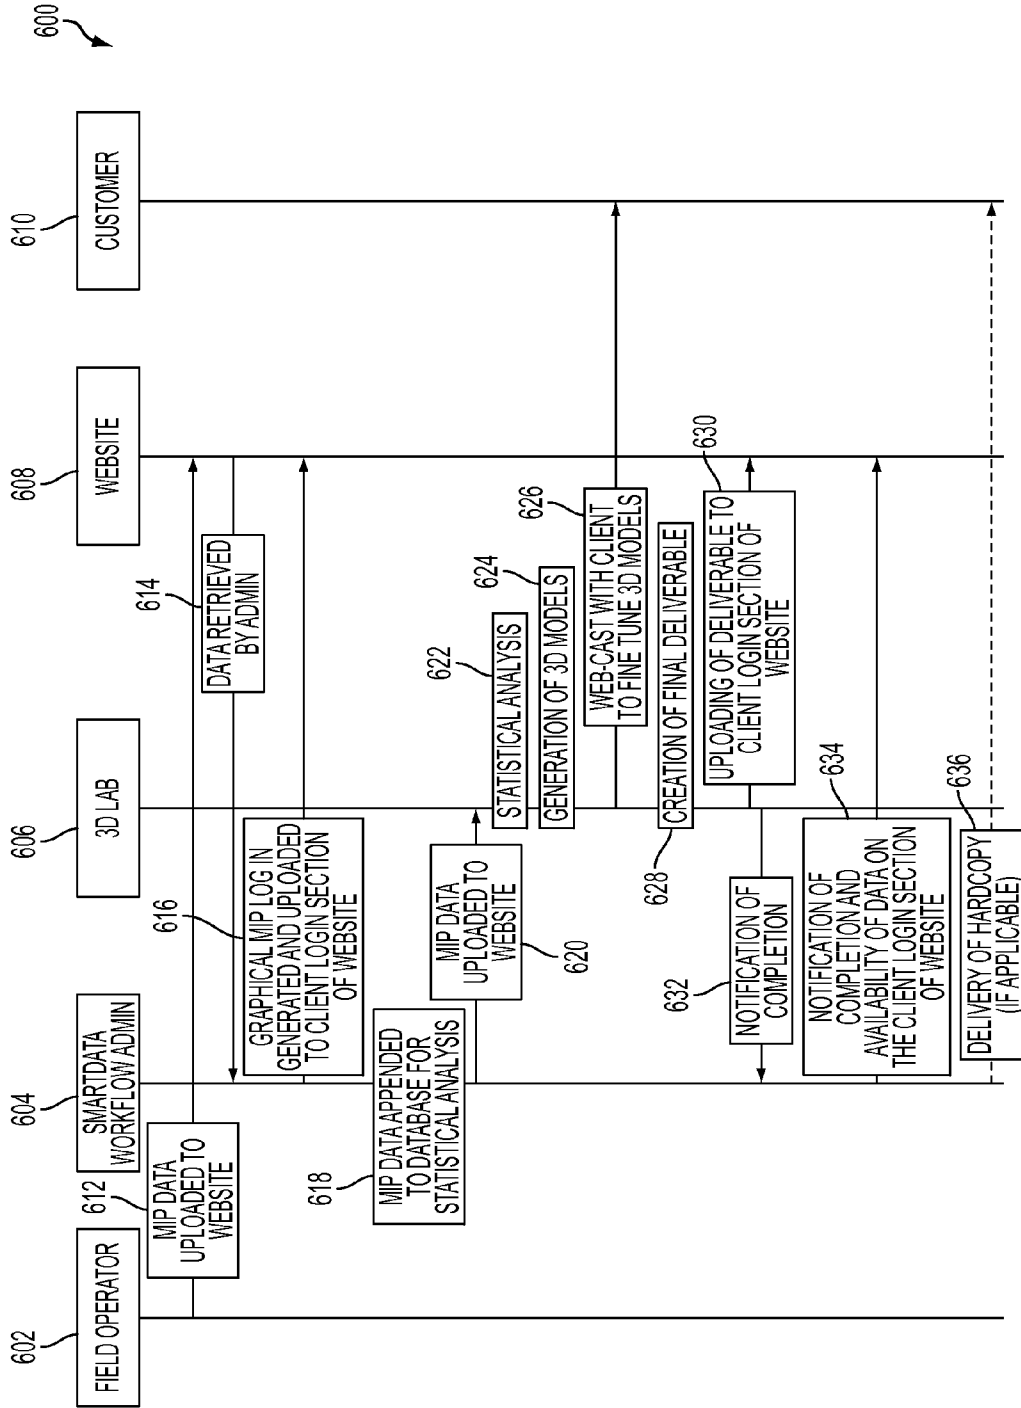 600
602
FIELD OPERATOR
604
SMARTDATA
WORKFLOW ADMIN
606
3D LAB
608
WEBSITE
610
CUSTOMER
612
MIP DATA
UPLOADED TO
WEBSITE
614
DATA RETRIEVED
BY ADMIN
616
GRAPHICAL MIP LOG IN
GENERATED AND UPLOADED
TO CLIENT LOGIN SECTION
OF WEBSITE
618
MIP DATA APPENDED
TO DATABASE FOR
STATISTICAL ANALYSIS
620
MIP DATA
UPLOADED TO
WEBSITE
622
STATISTICAL ANALYSIS
624
GENERATION OF 3D MODELS
626
WEB-CAST WITH CLIENT
TO FINE TUNE 3D MODELS
628
CREATION OF FINAL DELIVERABLE
630
UPLOADING OF DELIVERABLE TO
CLIENT LOGIN SECTION OF
WEBSITE
632
NOTIFICATION OF
COMPLETION
634
NOTIFICATION OF
COMPLETION AND
AVAILABILITY OF DATA ON
THE CLIENT LOGIN SECTION
OF WEBSITE
636
DELIVERY OF HARDCOPY
(IF APPLICABLE)